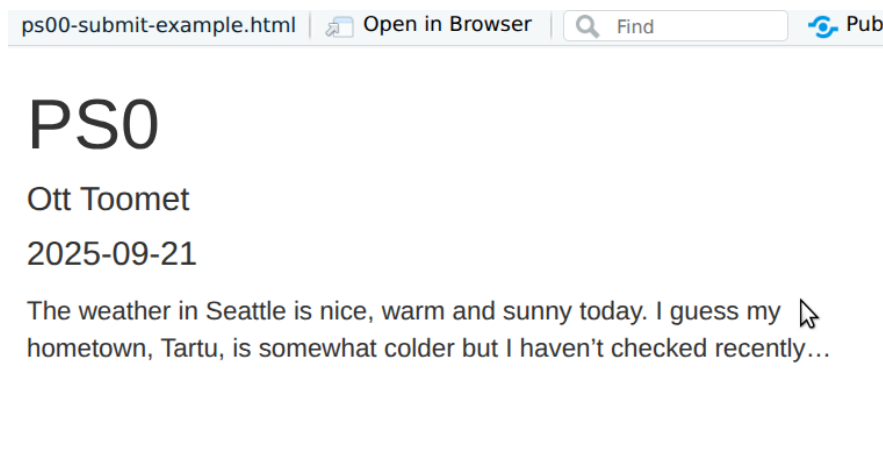 ps00-submit-example.html Open in Browser Find Pub
PS0
Ott Toomet
2025-09-21
The weather in Seattle is nice, warm and sunny today. I guess my
hometown, Tartu, is somewhat colder but I haven’t checked recently…